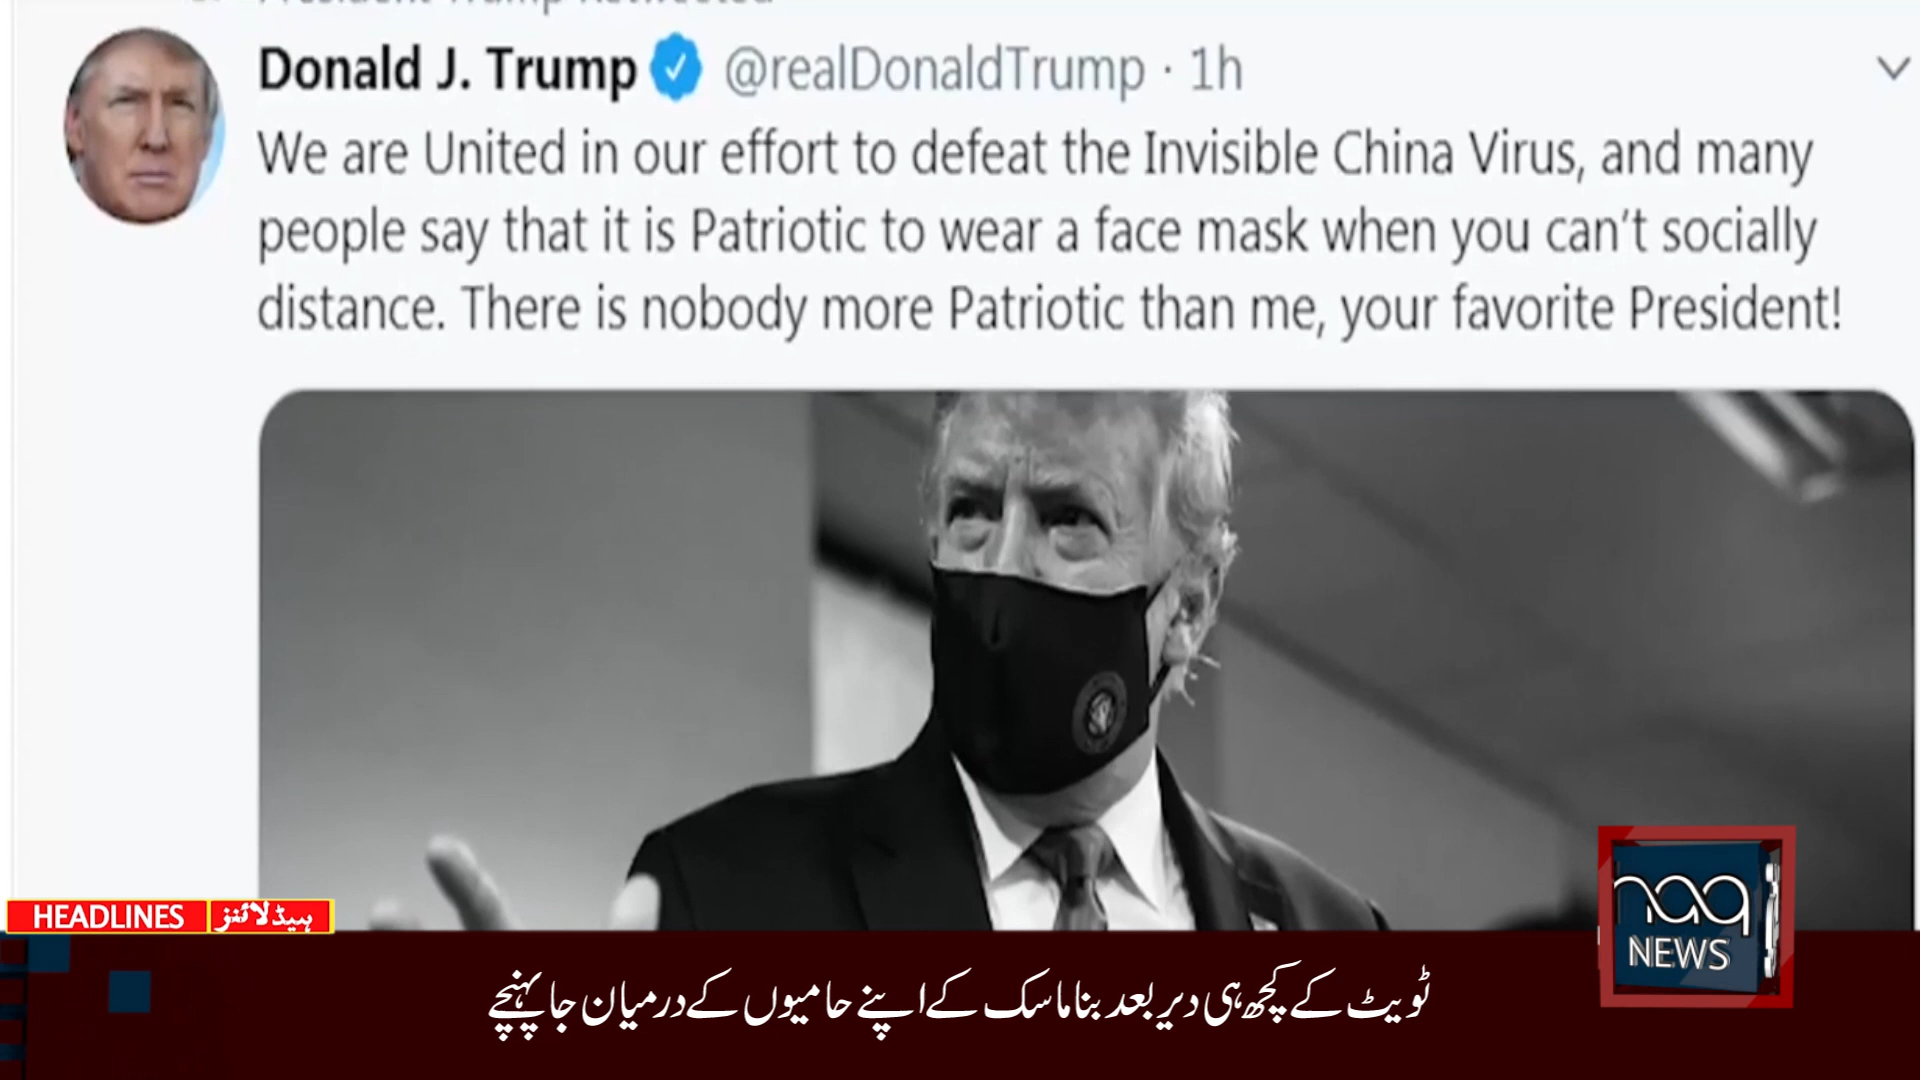 Donald J. Trump @realDonaldTrump · 1h
We are United in our effort to defeat the Invisible China Virus, and many
people say that it is Patriotic to wear a face mask when you can't socially
distance. There is nobody more Patriotic than me, your favorite President!
HEADLINES ہیڈلائنز
naq
NEWS
ٹویٹ کے کچھ ہی دیر بعد بنا ماسک کے اپنے حامیوں کے درمیان جا پہنچے